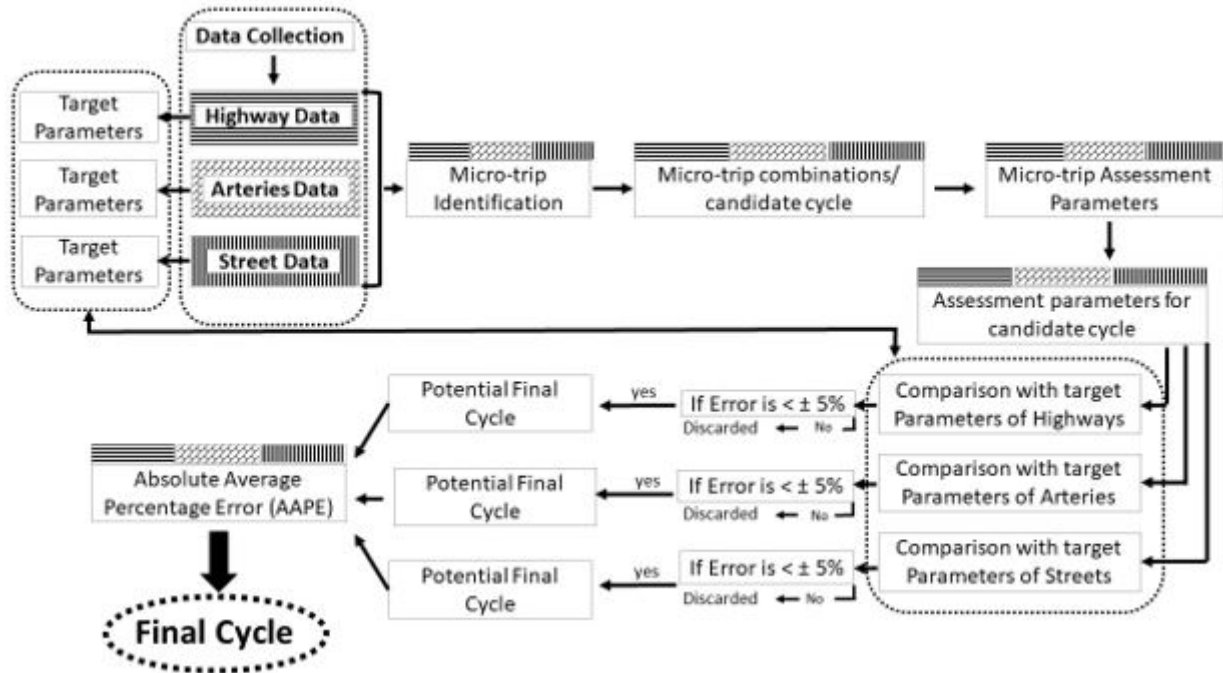 Data Collection
Highway Data
Arteries Data
Street Data
Target
Parameters
Target
Parameters
Target
Parameters
Micro-trip
Identification
Micro-trip combinations/
candidate cycle
Micro-trip Assessment
Parameters
Assessment parameters for
candidate cycle
Comparison with target
Parameters of Highways
Comparison with target
Parameters of Arteries
Comparison with target
Parameters of Streets
If Error is < ± 5%
yes
Discarded
No
If Error is < ± 5%
yes
Discarded
No
If Error is < ± 5%
yes
Discarded
No
Potential Final
Cycle
Potential Final
Cycle
Potential Final
Cycle
Absolute Average
Percentage Error (AAPE)
Final Cycle